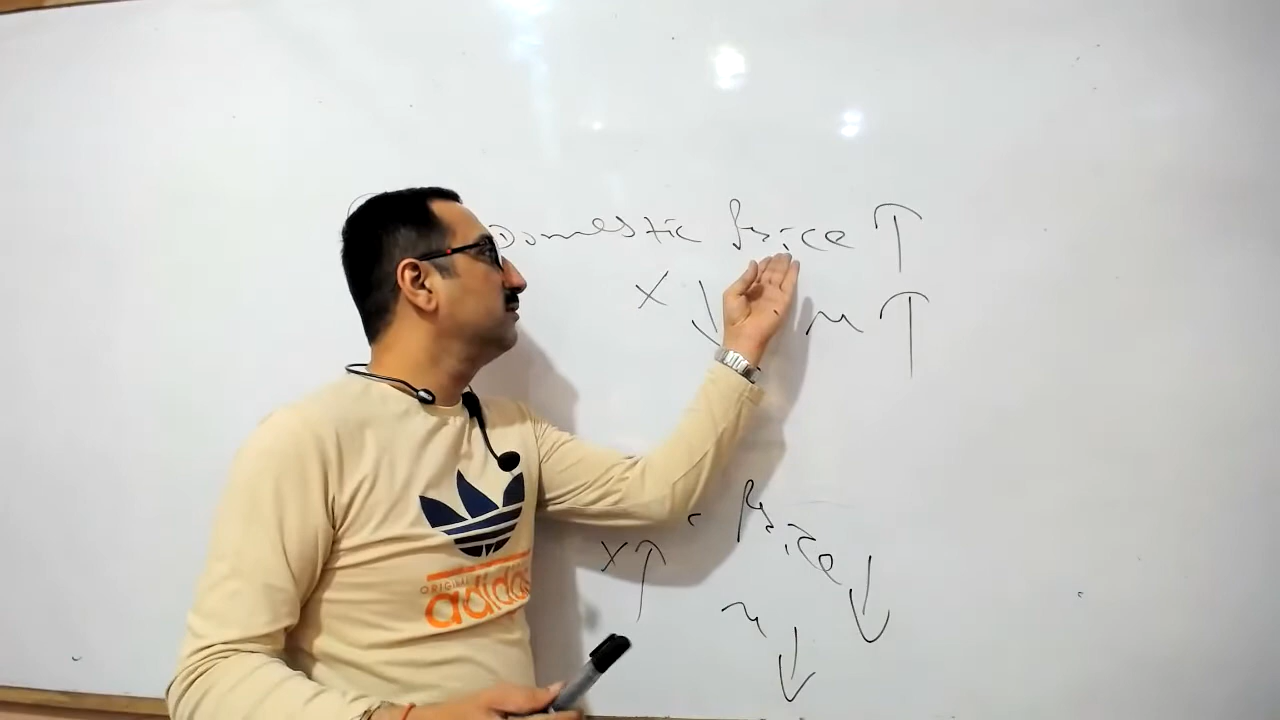 Domestic price ↑
X ↓ M ↑
c price ↓
X ↑
M ↓
ORIGINAL
adidas